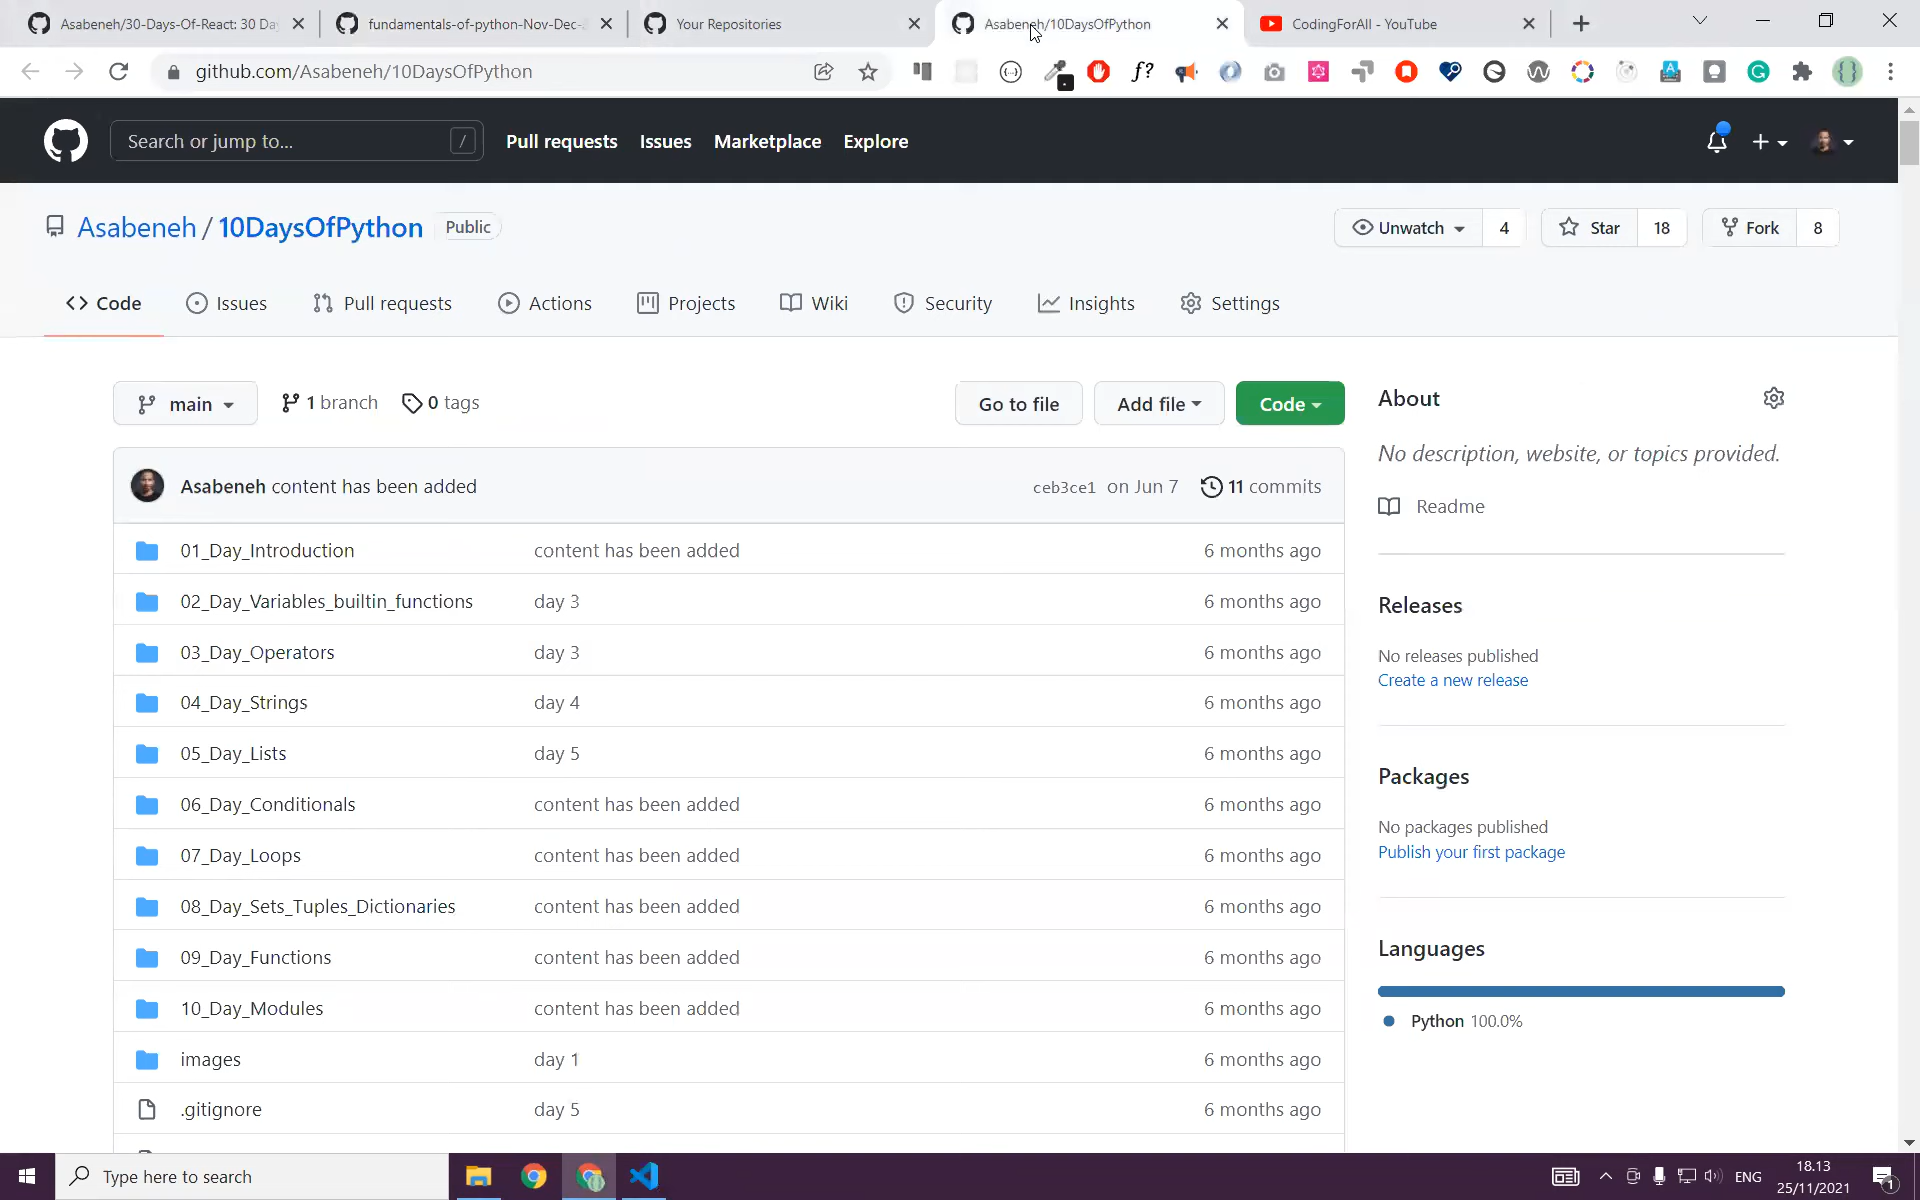 Asabeneh/30-Days-Of-React: 30 Da
fundamentals-of-python-Nov-Dec-
Your Repositories
Asabeneh/10DaysOfPython
CodingForAll - YouTube
github.com/Asabeneh/10DaysOfPython
f?
Search or jump to...
/
Pull requests
Issues
Marketplace
Explore
Asabeneh / 10DaysOfPython
Public
Unwatch
4
Star
18
Fork
8
Code
Issues
Pull requests
Actions
Projects
Wiki
Security
Insights
Settings
main
1 branch
0 tags
Go to file
Add file
Code
About
No description, website, or topics provided.
Readme
Asabeneh content has been added
ceb3ce1 on Jun 7
11 commits
01_Day_Introduction content has been added 6 months ago
02_Day_Variables_builtin_functions day 3 6 months ago
03_Day_Operators day 3 6 months ago
04_Day_Strings day 4 6 months ago
05_Day_Lists day 5 6 months ago
06_Day_Conditionals content has been added 6 months ago
07_Day_Loops content has been added 6 months ago
08_Day_Sets_Tuples_Dictionaries content has been added 6 months ago
09_Day_Functions content has been added 6 months ago
10_Day_Modules content has been added 6 months ago
images day 1 6 months ago
.gitignore day 5 6 months ago
Releases
No releases published
Create a new release
Packages
No packages published
Publish your first package
Languages
Python 100.0%
Type here to search
ENG
18.13
25/11/2021
1